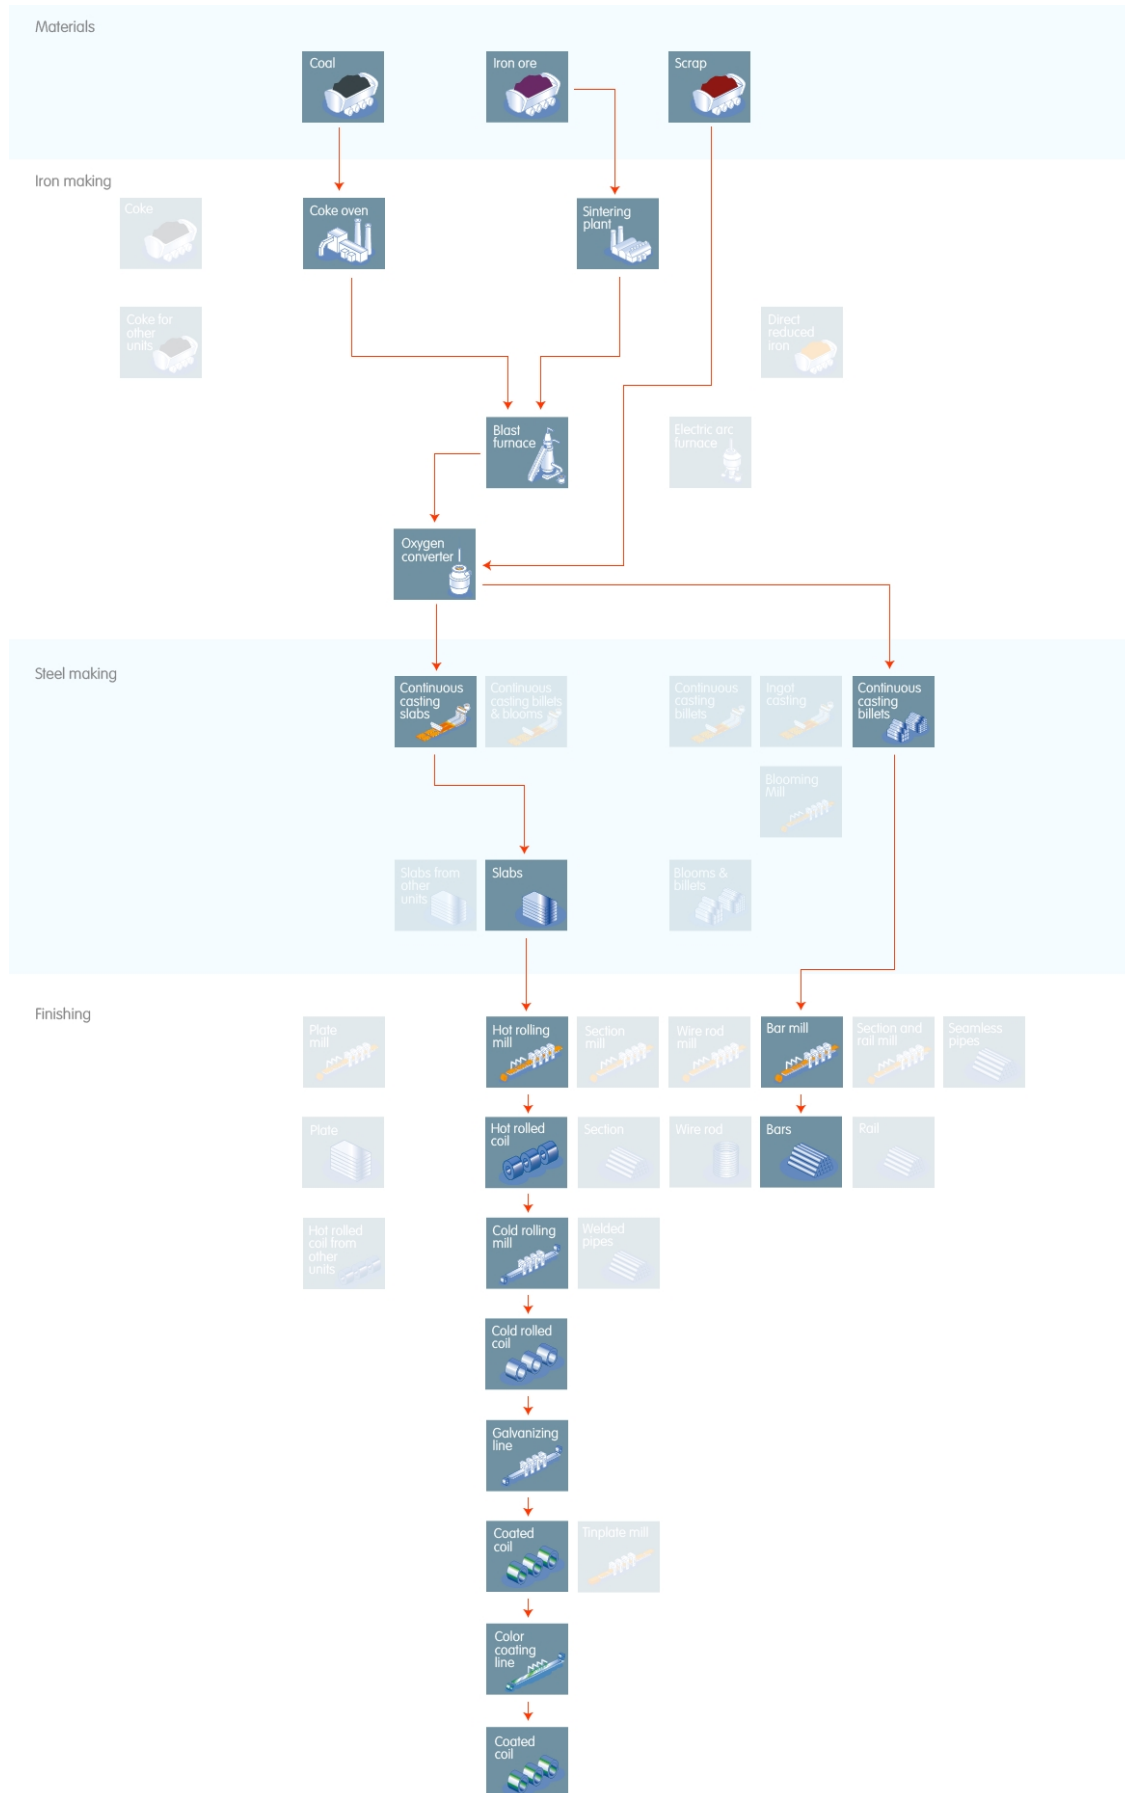 Materials
Coal
Iron ore
Scrap
Iron making
Coke
Coke oven
Sintering
plant
Coke for
other
units
Direct
reduced
iron
Blast
furnace
Electric arc
furnace
Oxygen
converter
Steel making
Continuous
casting
slabs
Continuous
casting billets
& blooms
Continuous
casting
billets
Ingot
casting
Continuous
casting
billets
Blooming
Mill
Slabs from
other
units
Slabs
Blooms &
billets
Finishing
Plate
mill
Hot rolling
mill
Section
mill
Wire rod
mill
Bar mill
Section and
rail mill
Seamless
pipes
Plate
Hot rolled
coil
Section
Wire rod
Bars
Rail
Hot rolled
coil from
other
units
Cold rolling
mill
Welded
pipes
Cold rolled
coil
Galvanizing
line
Coated
coil
Tinplate mill
Color
coating
line
Coated
coil